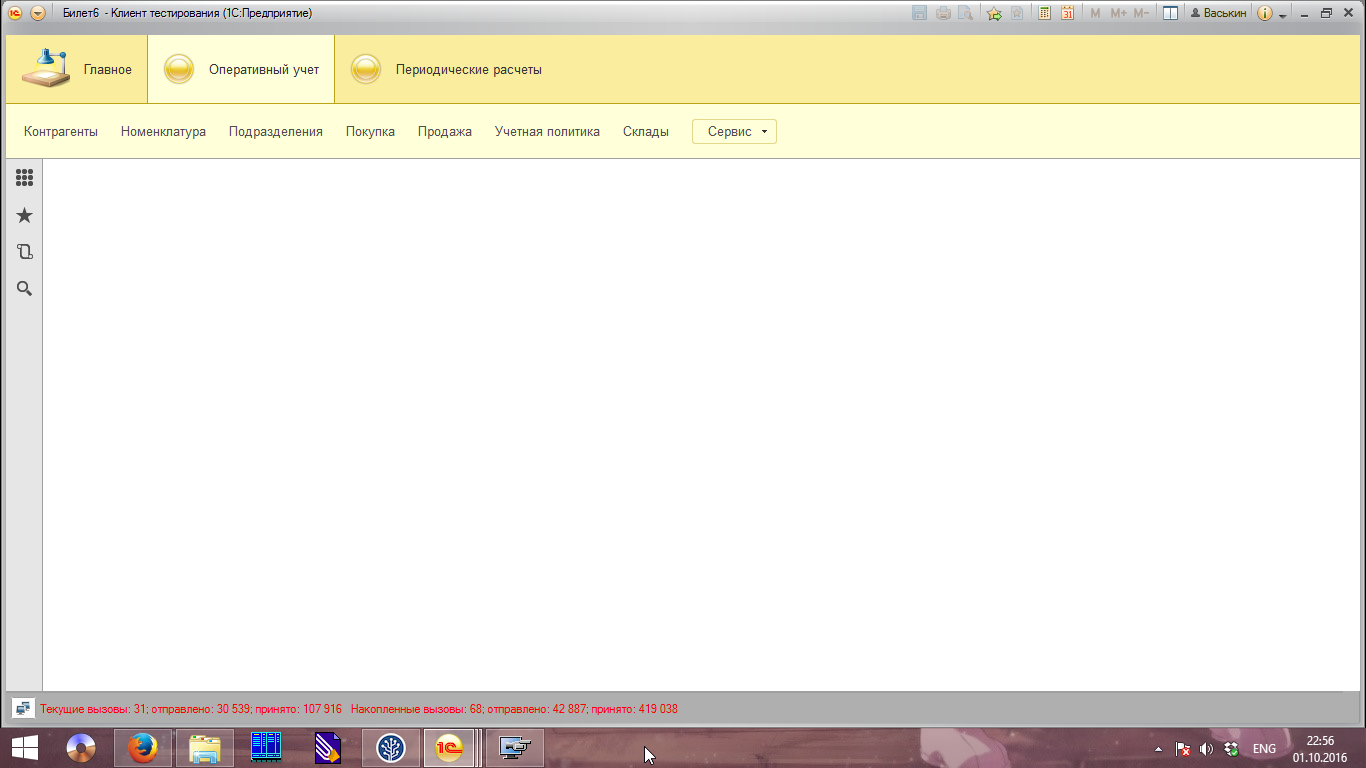 Билет6 - Клиент тестирования (1С:Предприятие)
31 M M+ M- Васькин
Главное Оперативный учет Периодические расчеты
Контрагенты Номенклатура Подразделения Покупка Продажа Учетная политика Склады Сервис
Текущие вызовы: 31; отправлено: 30 539; принято: 107 916 Накопленные вызовы: 68; отправлено: 42 887; принято: 419 038
1С ENG 22:56
01.10.2016